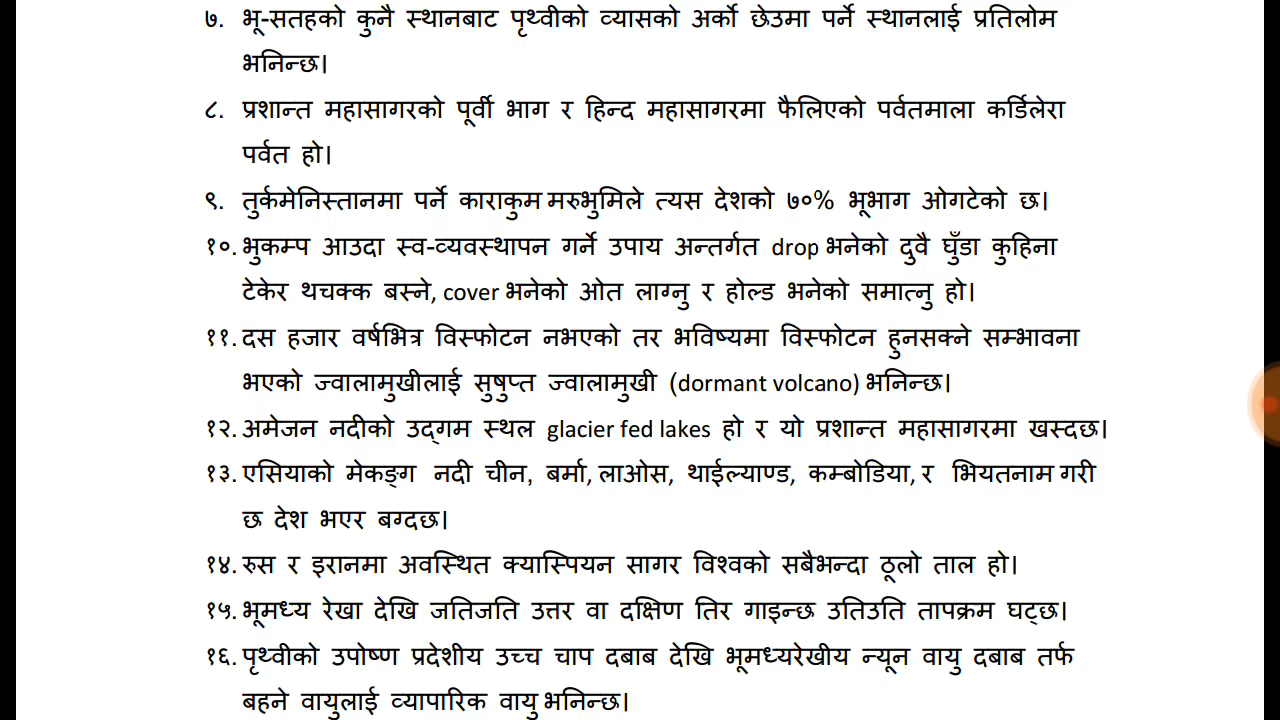 ७. भू-सतहको कुनै स्थानबाट पृथ्वीको व्यासको अर्को छेउमा पर्ने स्थानलाई प्रतिलोम
भनिन्छ।
८. प्रशान्त महासागरको पूर्वी भाग र हिन्द महासागरमा फैलिएको पर्वतमाला कर्डिलेरा
पर्वत हो।
९. तुर्कमेनिस्तानमा पर्ने काराकुम मरुभुमिले त्यस देशको ७०% भूभाग ओगटेको छ।
१०. भुकम्प आउदा स्व-व्यवस्थापन गर्ने उपाय अन्तर्गत drop भनेको दुवै घुँडा कुहिना
टेकेर थचक्क बस्ने, cover भनेको ओत लाग्नु र होल्ड भनेको समात्नु हो।
११. दस हजार वर्षभित्र विस्फोटन नभएको तर भविष्यमा विस्फोटन हुनसक्ने सम्भावना
भएको ज्वालामुखीलाई सुषुप्त ज्वालामुखी (dormant volcano) भनिन्छ।
१२. अमेजन नदीको उद्गम स्थल glacier fed lakes हो र यो प्रशान्त महासागरमा खस्दछ।
१३. एसियाको मेकङ्ग नदी चीन, बर्मा, लाओस, थाईल्याण्ड, कम्बोडिया, र भियतनाम गरी
छ देश भएर बग्दछ।
१४. रुस र इरानमा अवस्थित क्यास्पियन सागर विश्वको सबैभन्दा ठूलो ताल हो।
१५. भूमध्य रेखा देखि जतिजति उत्तर वा दक्षिण तिर गाइन्छ उतिउति तापक्रम घट्छ।
१६. पृथ्वीको उपोष्ण प्रदेशीय उच्च चाप दबाब देखि भूमध्यरेखीय न्यून वायु दबाब तर्फ
बहने वायुलाई व्यापारिक वायु भनिन्छ।